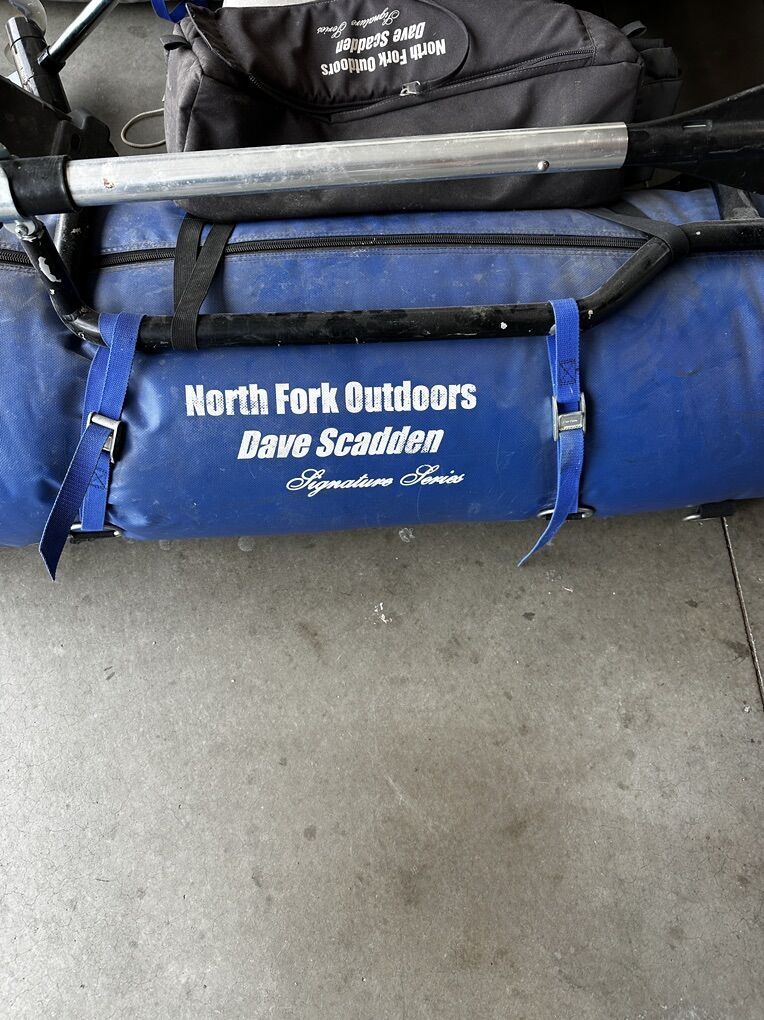 North Fork Outdoors
Dave Scadden
Signature Series
North Fork Outdoors
Dave Scadden
Signature Series